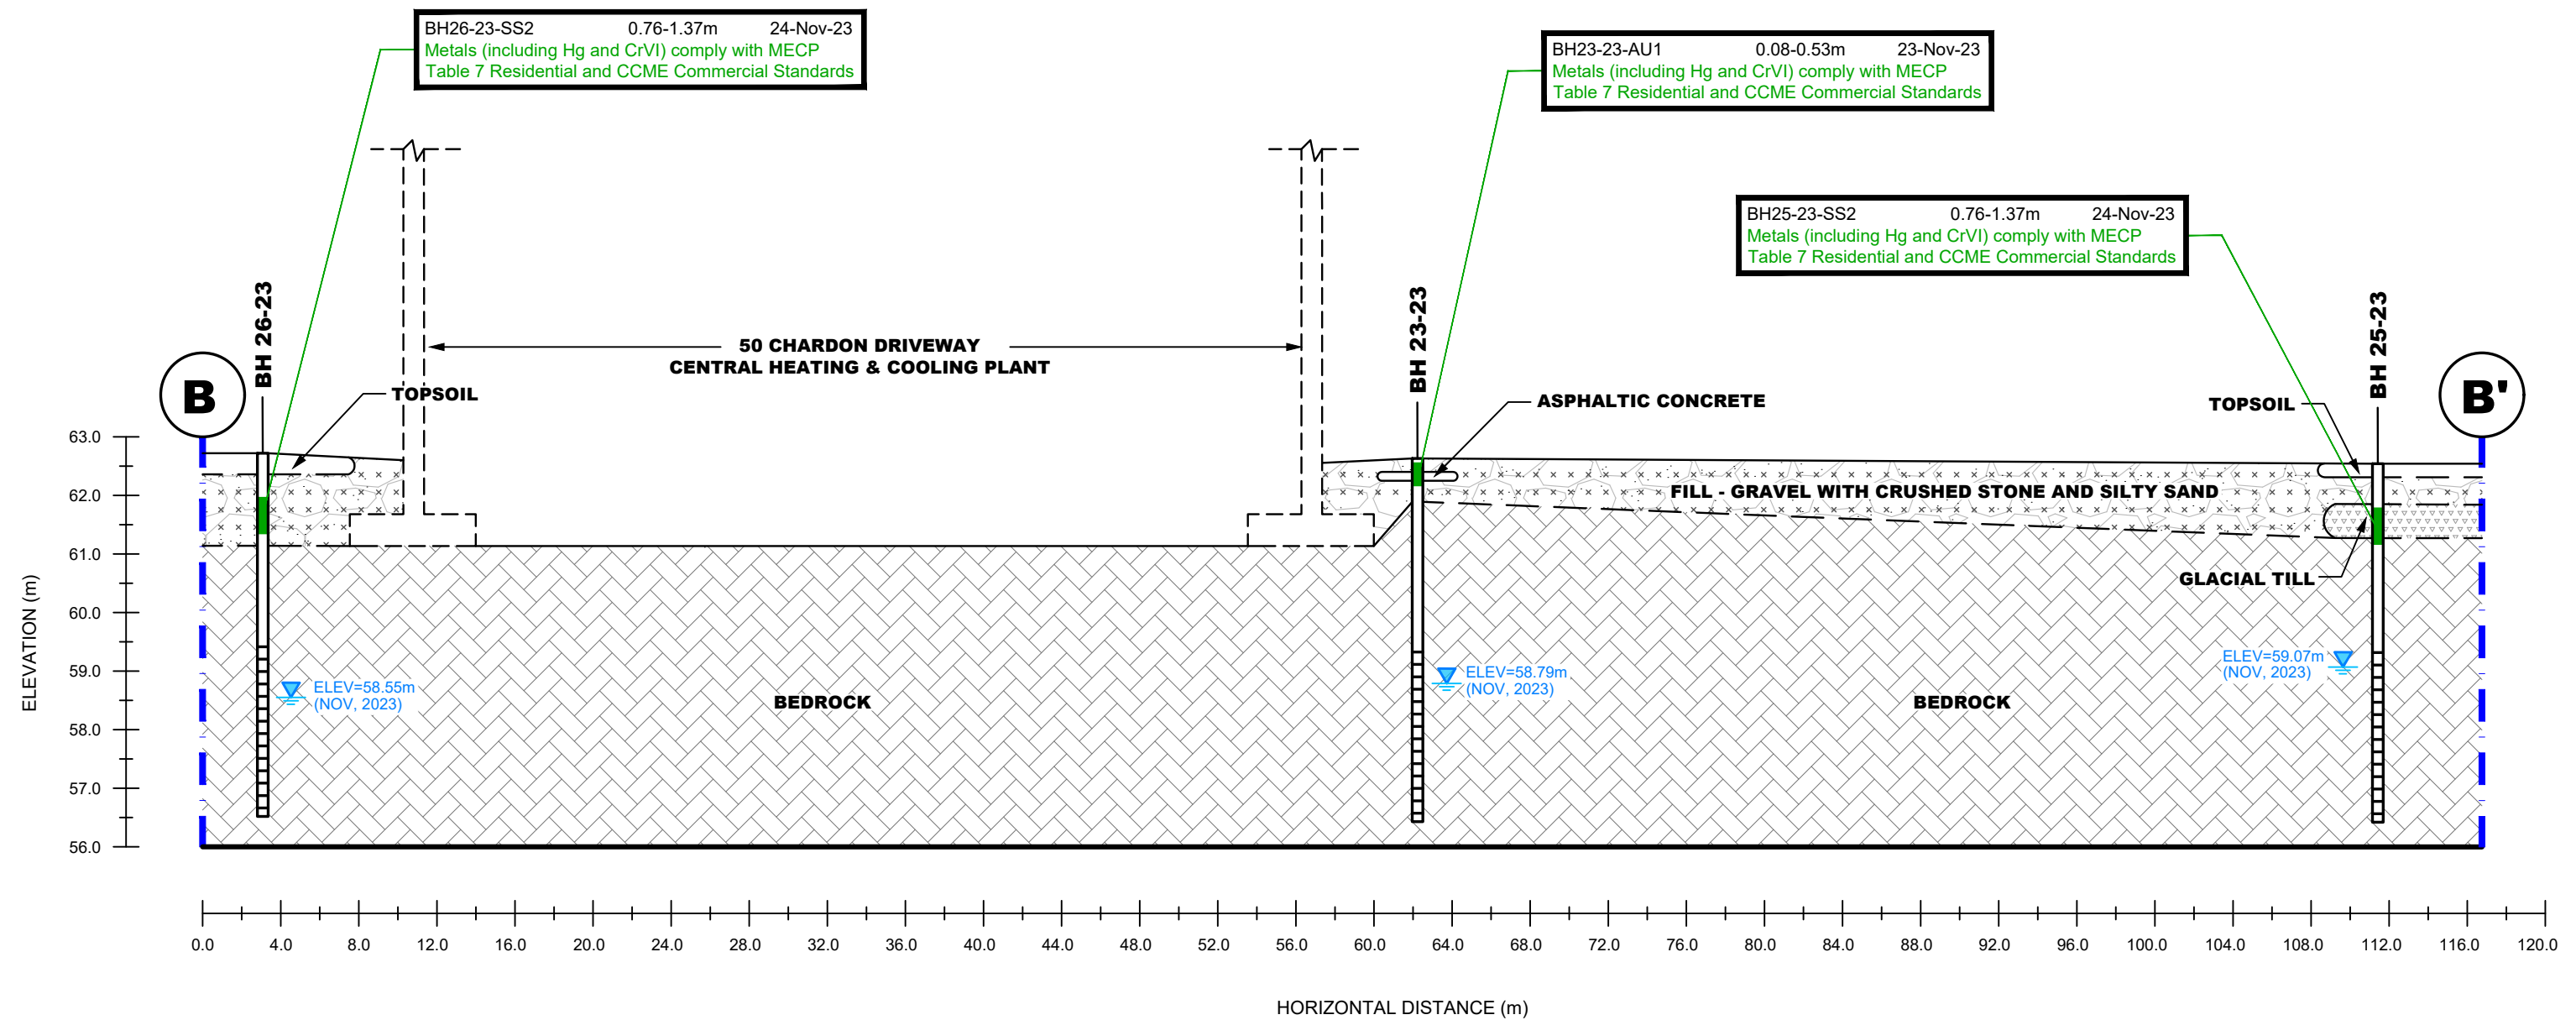 BH26-23-SS2 0.76-1.37m 24-Nov-23
Metals (including Hg and CrVI) comply with MECP
Table 7 Residential and CCME Commercial Standards
BH23-23-AU1 0.08-0.53m 23-Nov-23
Metals (including Hg and CrVI) comply with MECP
Table 7 Residential and CCME Commercial Standards
BH25-23-SS2 0.76-1.37m 24-Nov-23
Metals (including Hg and CrVI) comply with MECP
Table 7 Residential and CCME Commercial Standards
BH 26-23
BH 23-23
BH 25-23
50 CHARDON DRIVEWAY
CENTRAL HEATING & COOLING PLANT
B
B'
TOPSOIL
ASPHALTIC CONCRETE
TOPSOIL
FILL - GRAVEL WITH CRUSHED STONE AND SILTY SAND
GLACIAL TILL
ELEV=58.55m
(NOV, 2023)
ELEV=58.79m
(NOV, 2023)
ELEV=59.07m
(NOV, 2023)
BEDROCK
BEDROCK
ELEVATION (m)
63.0
62.0
61.0
60.0
59.0
58.0
57.0
56.0
0.0 4.0 8.0 12.0 16.0 20.0 24.0 28.0 32.0 36.0 40.0 44.0 48.0 52.0 56.0 60.0 64.0 68.0 72.0 76.0 80.0 84.0 88.0 92.0 96.0 100.0 104.0 108.0 112.0 116.0 120.0
HORIZONTAL DISTANCE (m)